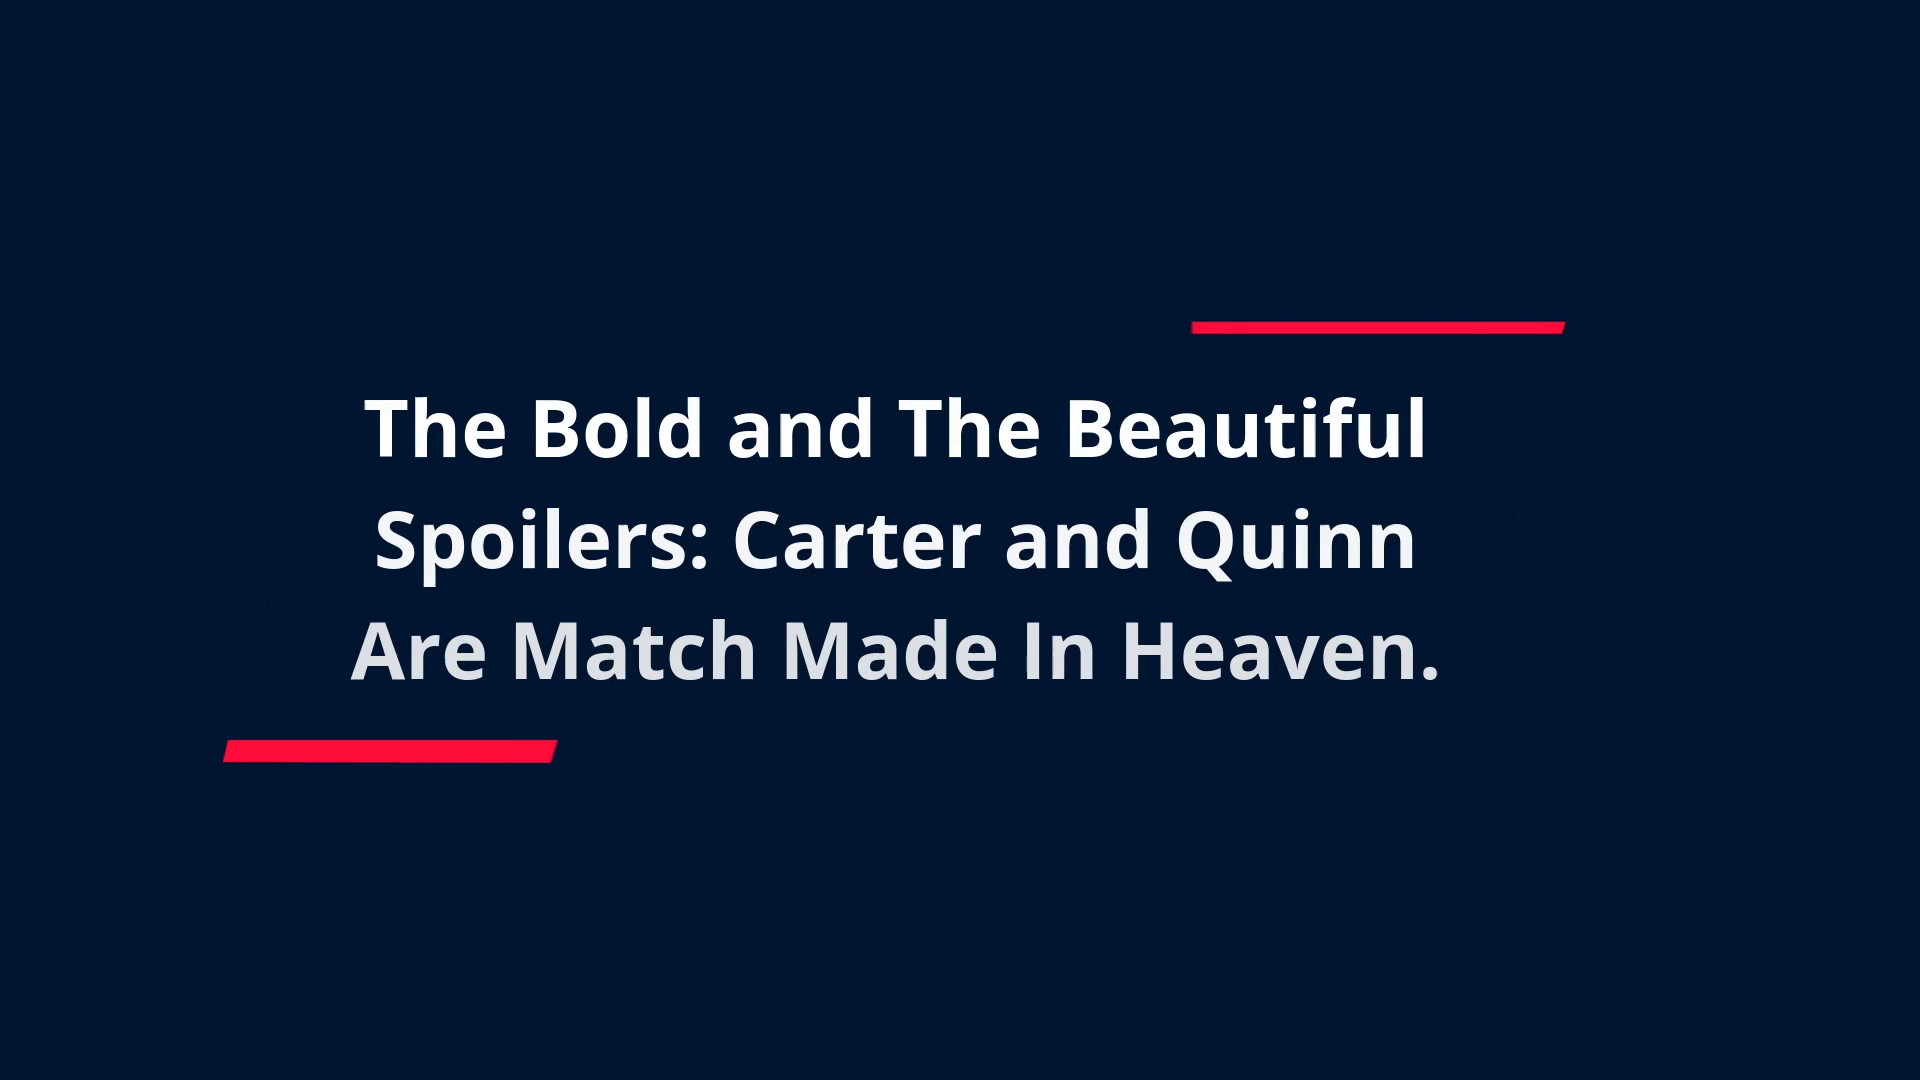 The Bold and The Beautiful
Spoilers: Carter and Quinn
Are Match Made In Heaven.